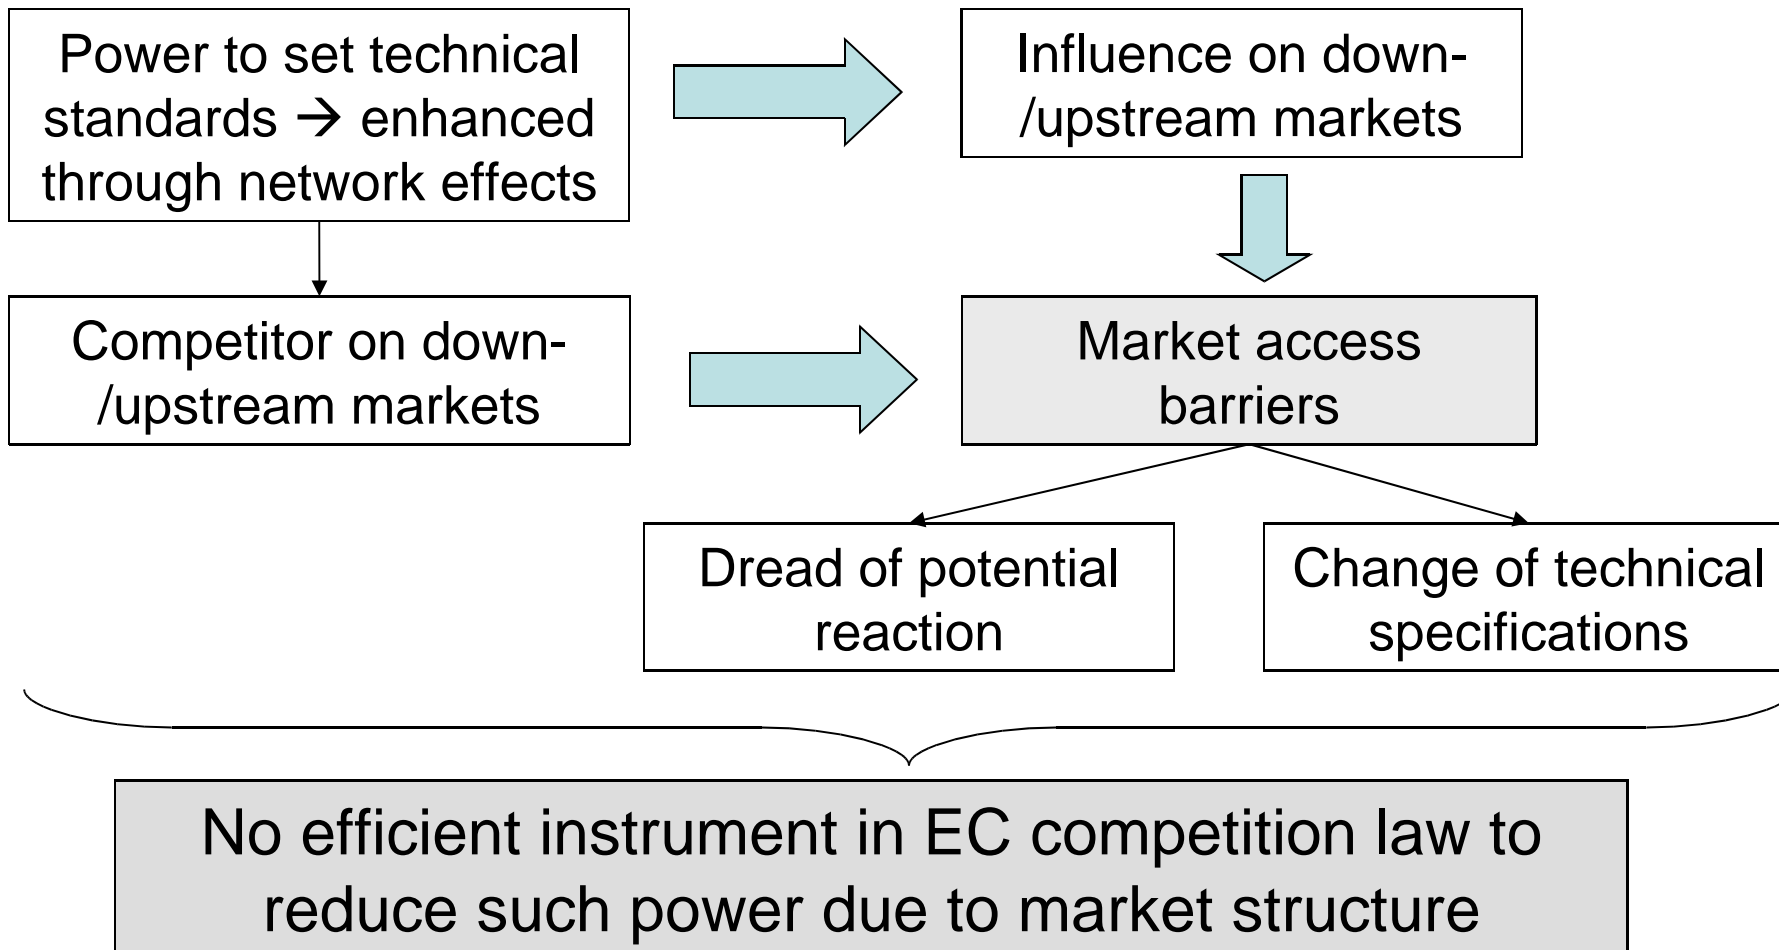 Power to set technical
standards → enhanced
through network effects
Influence on down-
/upstream markets
Competitor on down-
/upstream markets
Market access
barriers
Dread of potential
reaction
Change of technical
specifications
No efficient instrument in EC competition law to
reduce such power due to market structure